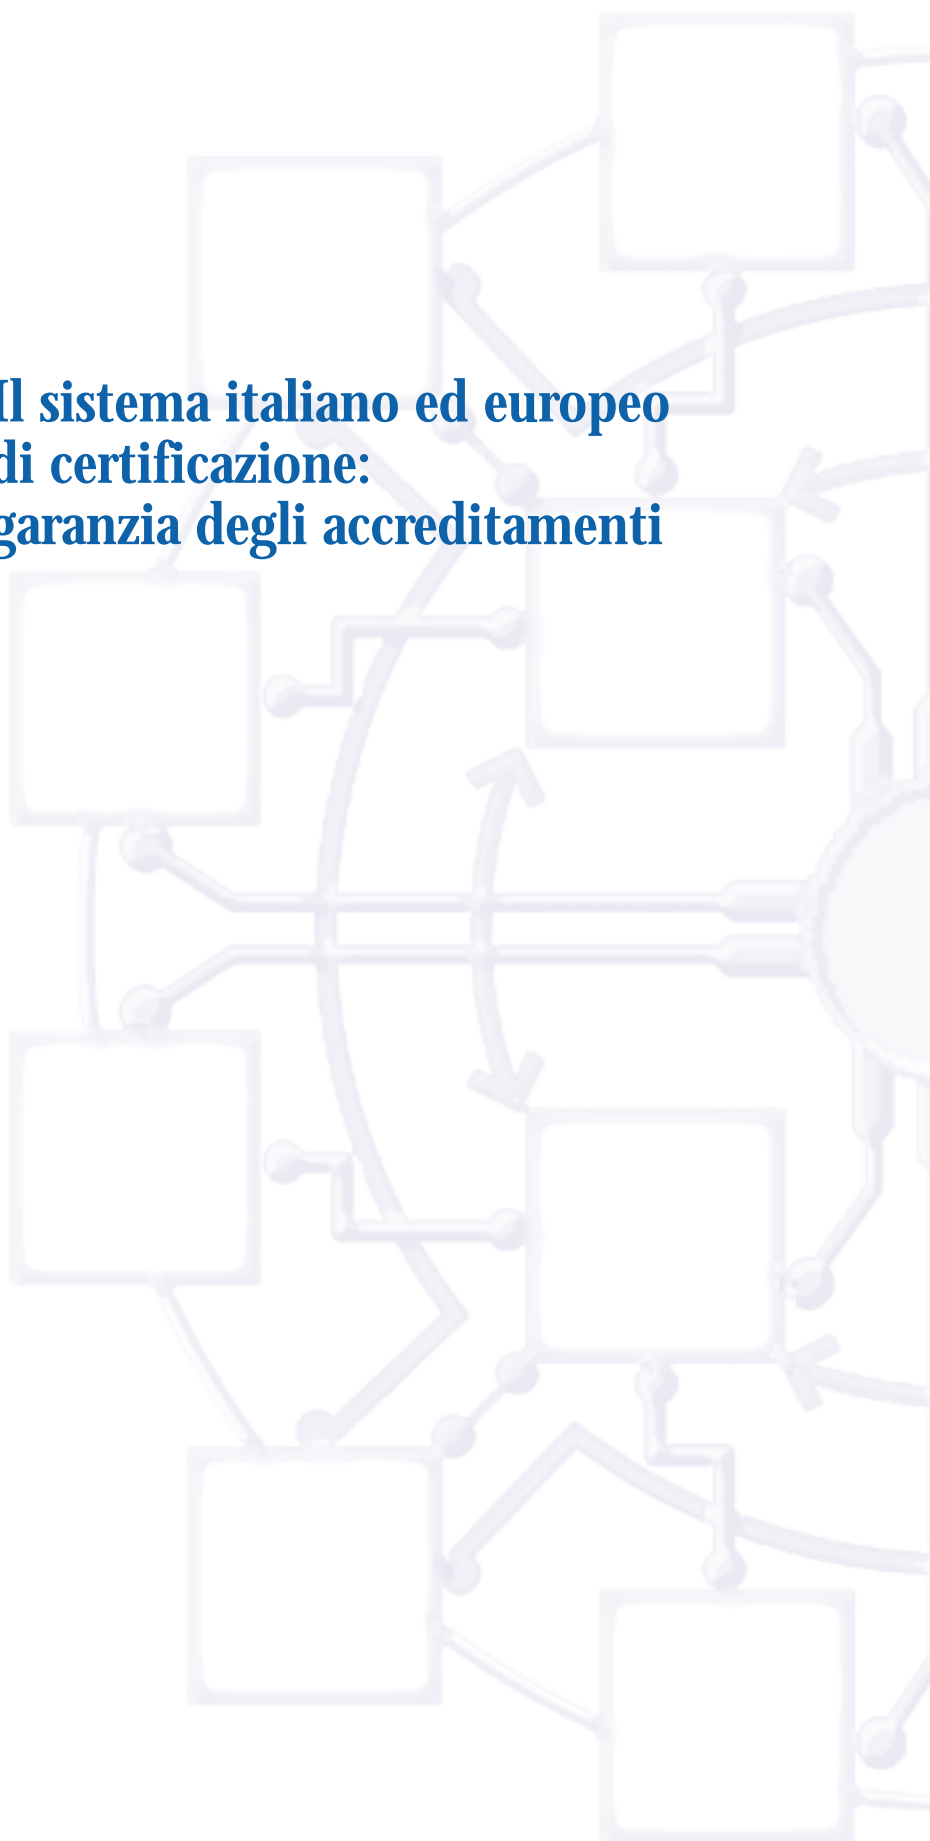 Il sistema italiano ed europeo
di certificazione:
garanzia degli accreditamenti